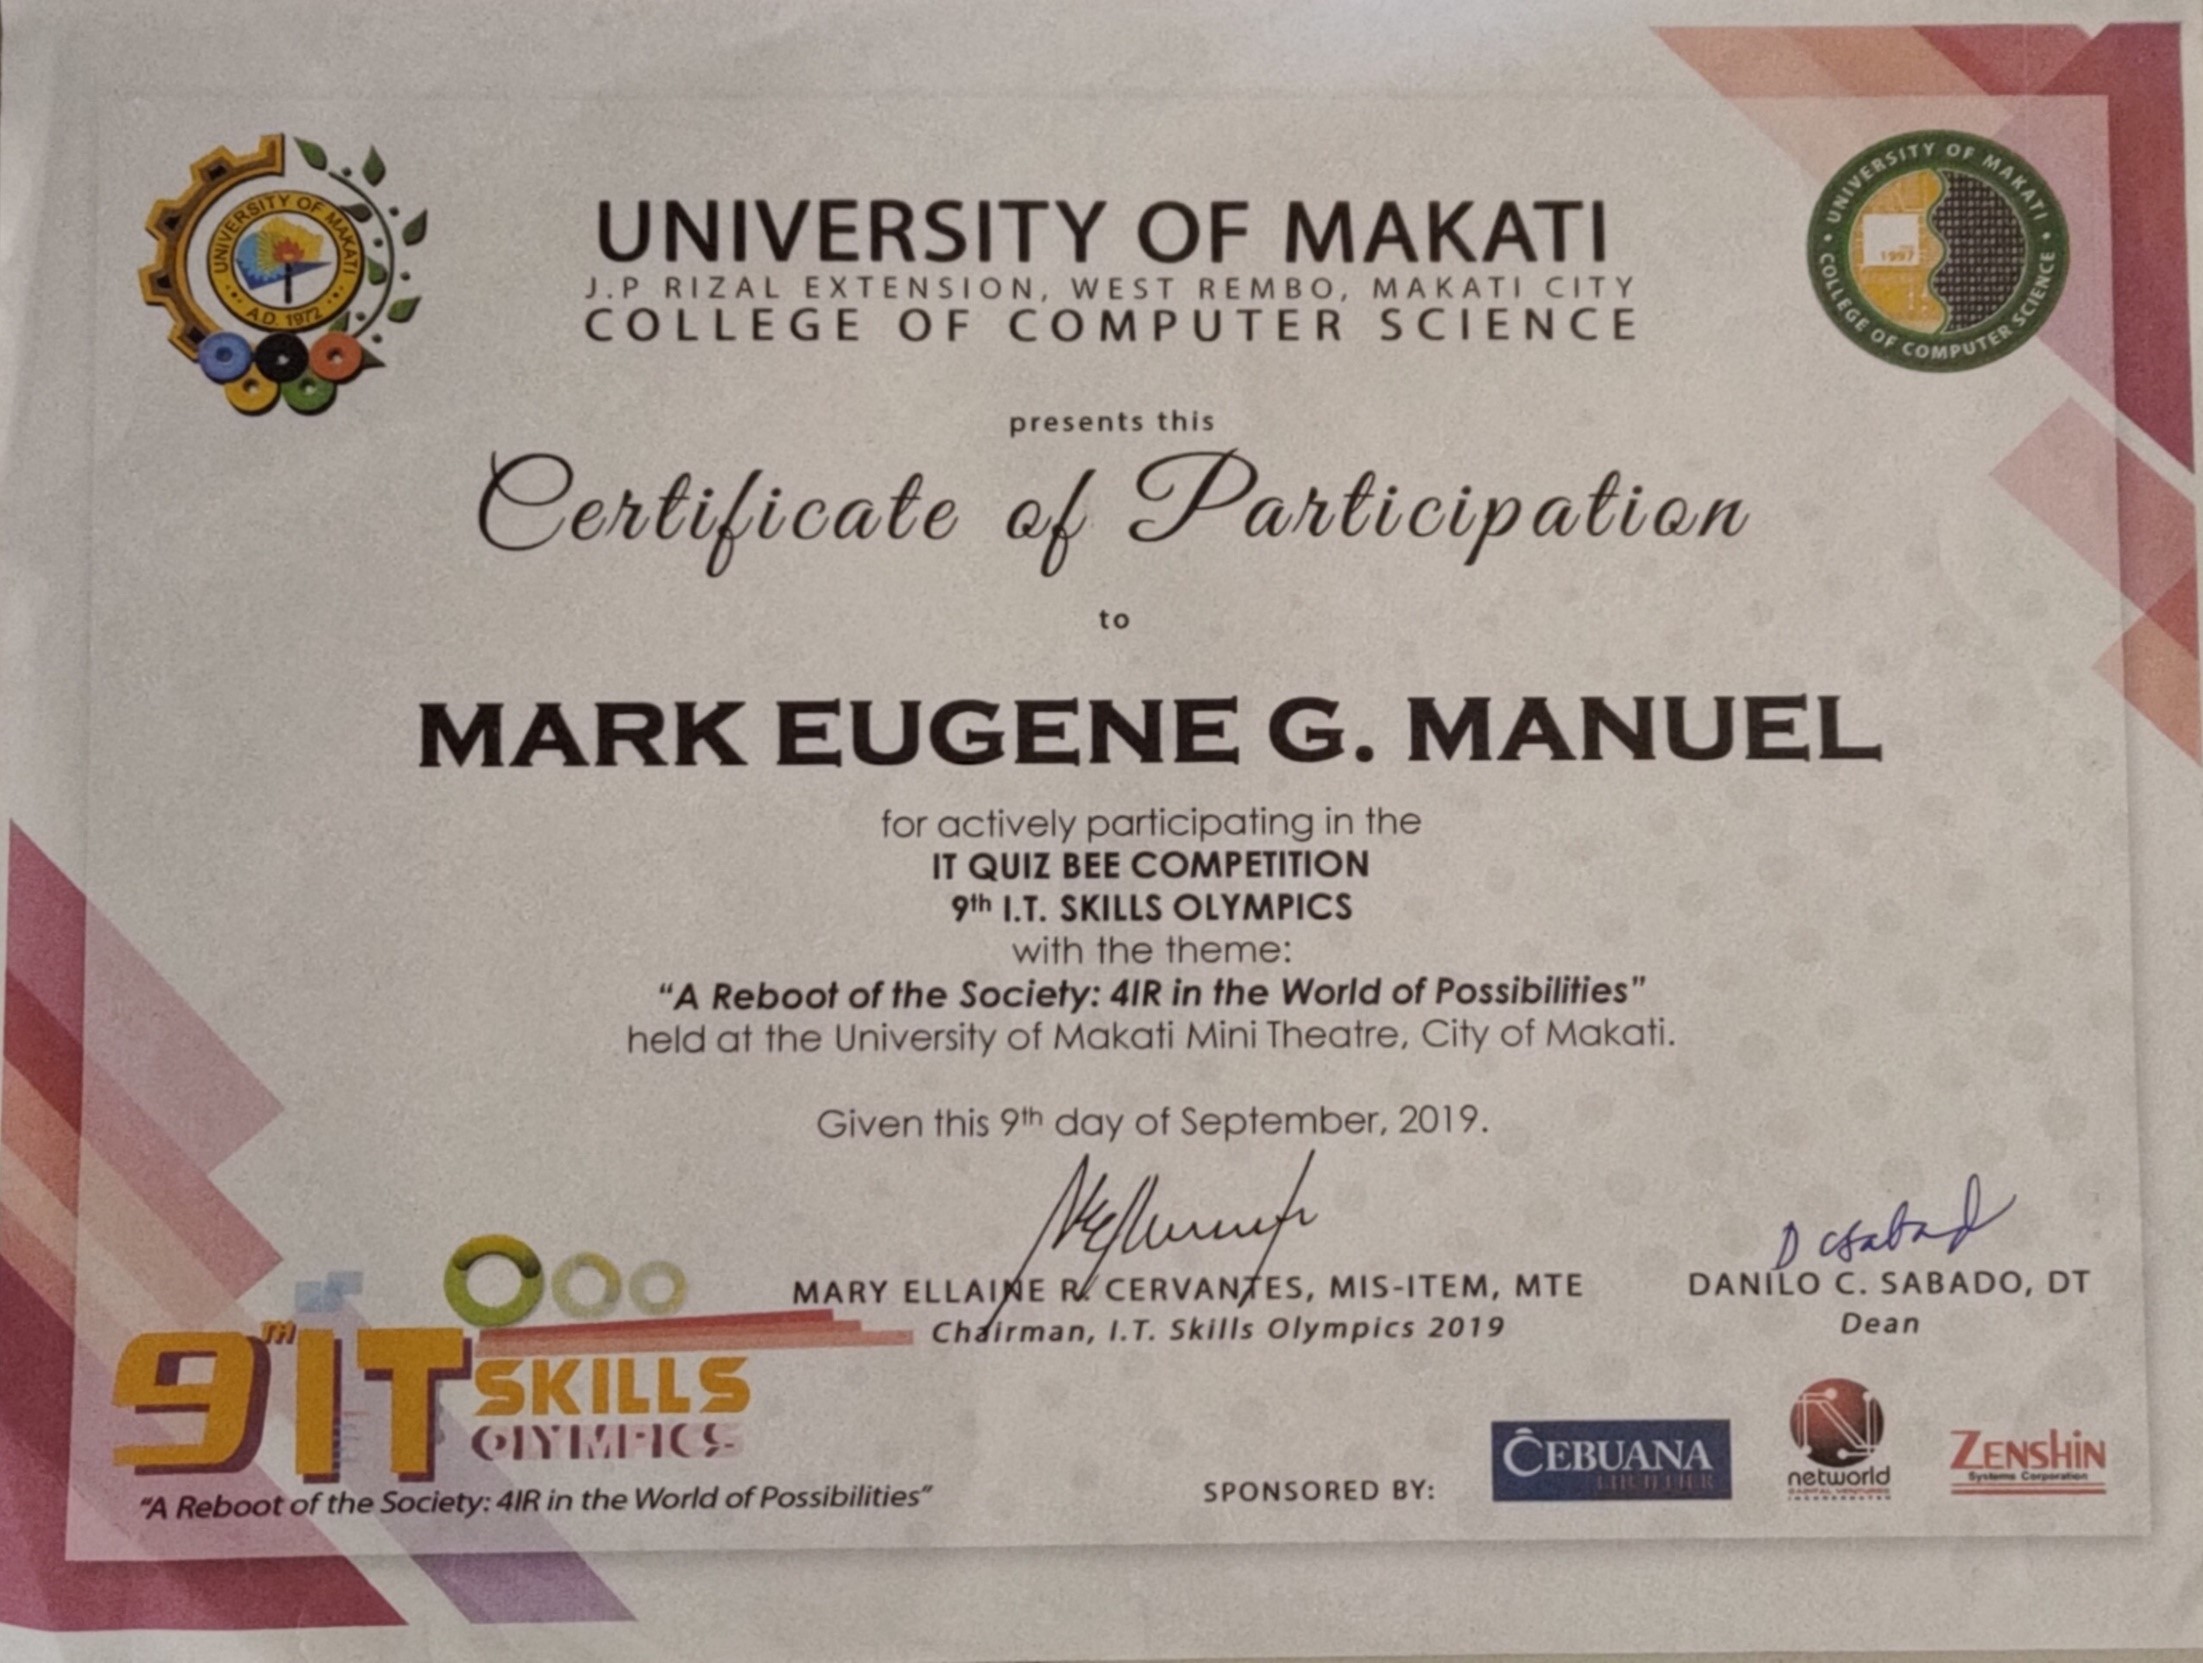 UNIVERSITY OF MAKATI
A.D. 1972
UNIVERSITY OF MAKATI
J.P RIZAL EXTENSION, WEST REMBO, MAKATI CITY
COLLEGE OF COMPUTER SCIENCE
UNIVERSITY OF MAKATI
COLLEGE OF COMPUTER SCIENCE
1997
presents this
Certificate of Participation
to
MARK EUGENE G. MANUEL
for actively participating in the
IT QUIZ BEE COMPETITION
9th I.T. SKILLS OLYMPICS
with the theme:
“A Reboot of the Society: 4IR in the World of Possibilities”
held at the University of Makati Mini Theatre, City of Makati.
Given this 9th day of September, 2019.
D CSabado
MARY ELLAINE R. CERVANTES, MIS-ITEM, MTE
Chairman, I.T. Skills Olympics 2019
DANILO C. SABADO, DT
Dean
9TH IT SKILLS
OLYMPICS
“A Reboot of the Society: 4IR in the World of Possibilities”
SPONSORED BY:
CEBUANA
LHUILLIER
networld
CAPITAL VENTURES
INCORPORATED
ZENSHIN
Systems Corporation